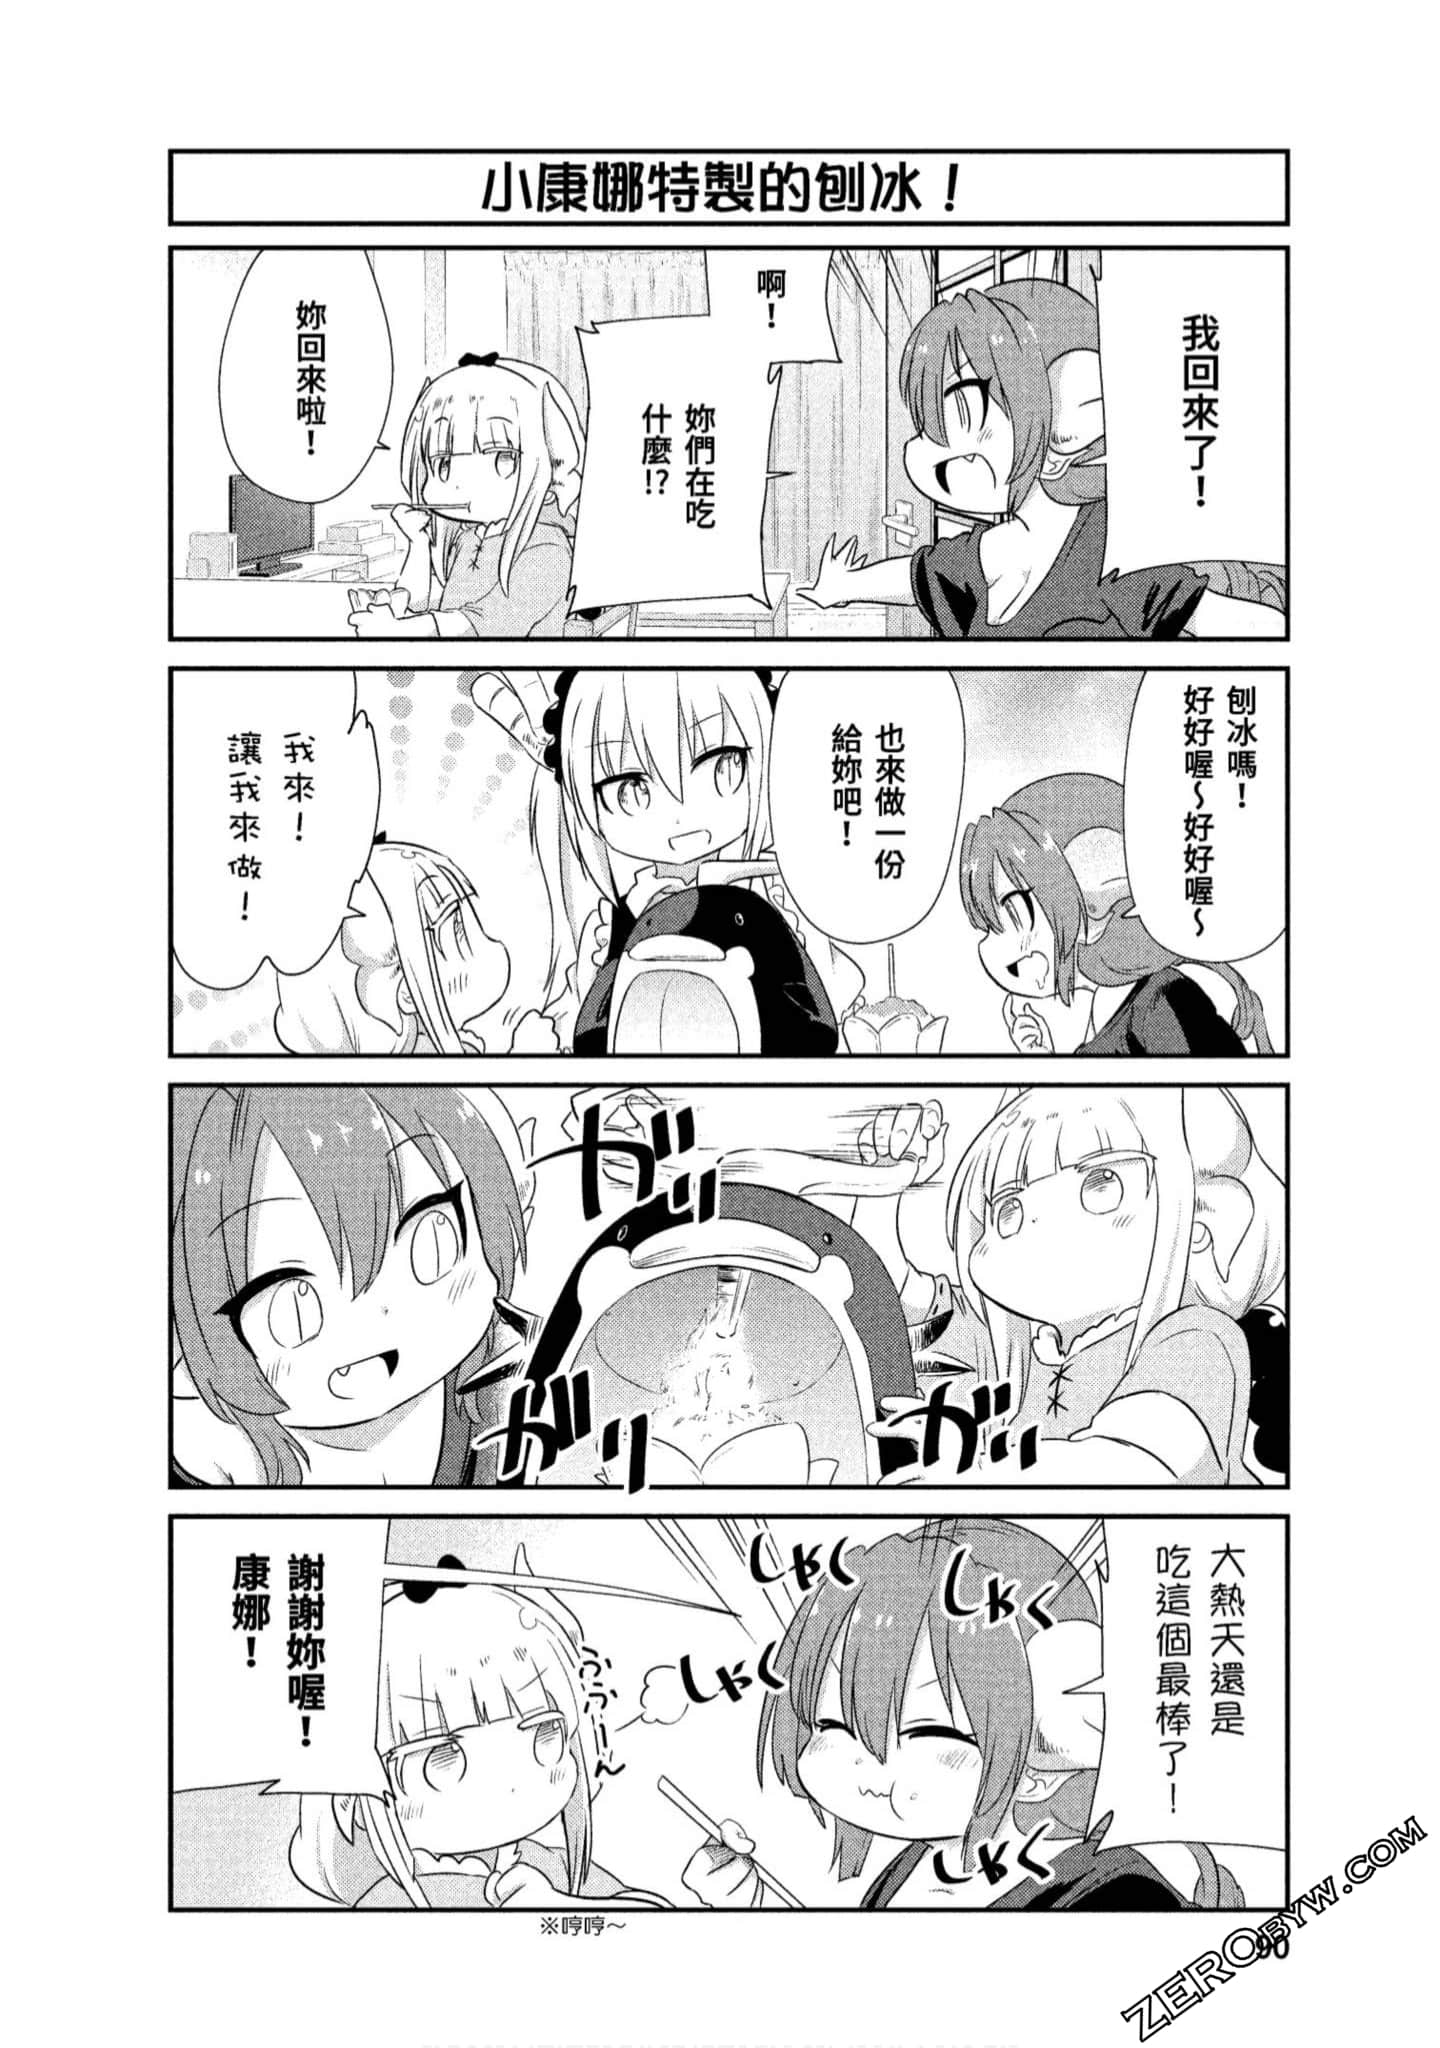 小康娜特製的刨冰！
我回來了！
啊！
妳們在吃
什麼!?
妳回來啦！
刨冰嗎！
好好喔～好好喔～
也來做一份
給妳吧！
我來！
讓我來做！
ガリ
ガリ
ガリ
大熱天還是
吃這個最棒了！
しゃく
しゃく
しゃく
しゃく
しゃく
ふふーん
謝謝妳喔！
康娜！
※哼哼～
90
ZEROBYW.COM